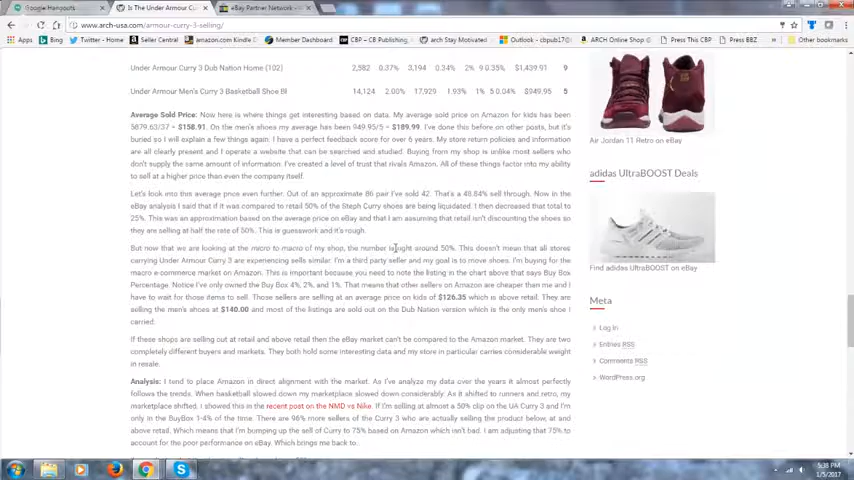 Google Hangouts
Is The Under Armour Cu
eBay Partner Network -
www.arch-usa.com/armour-curry-3-selling/
Apps
Bing
Twitter - Home
Seller Central
amazon.com Kindle D
Member Dashboard
CBP – CB Publishing
arch Stay Motivated
Outlook - cbpub17@
ARCH Online Shop
Press This CBP
Press BBZ
Other bookmarks
Under Armour Curry 3 Dub Nation Home (102) 2,582 0.37% 3,194 0.34% 2% 9 0.35% $1,439.91 9
Under Armour Men's Curry 3 Basketball Shoe Bl 14,124 2.00% 17,929 1.93% 1% 5 0.04% $949.95 5
Average Sold Price: Now here is where things get interesting based on data. My average sold price on Amazon for kids has been
5879.63/37 = $158.91. On the men's shoes my average has been 949.95/5 = $189.99. I've done this before on other posts, but it's
buried so I will explain a few things again. I have a perfect feedback score for over 6 years. My store return policies and information
are all clearly present and I operate a website that can be searched and studied. Buying from my shop is unlike most sellers who
don't supply the same amount of information. I've created a level of trust that rivals Amazon. All of these things factor into my ability
to sell at a higher price than even the company itself.
Let's look into this average price even further. Out of an approximate 86 pair I've sold 42. That's a 48.84% sell through. Now in the
eBay analysis I said that if it was compared to retail 50% of the Steph Curry shoes are being liquidated. I then decreased that total to
25%. This was an approximation based on the average price on eBay and that I am assuming that retail isn't discounting the shoes so
they are selling at half the rate of 50%. This is guesswork and it's rough.
But now that we are looking at the micro to macro of my shop, the number is right around 50%. This doesn't mean that all stores
carrying Under Armour Curry 3 are experiencing sells similar. I'm a third party seller and my goal is to move shoes. I'm buying for the
macro e-commerce market on Amazon. This is important because you need to note the listing in the chart above that says Buy Box
Percentage. Notice I've only owned the Buy Box 4%, 2%, and 1%. That means that other sellers on Amazon are cheaper than me and I
have to wait for those items to sell. Those sellers are selling at an average price on kids of $126.35 which is above retail. They are
selling the men's shoes at $140.00 and most of the listings are sold out on the Dub Nation version which is the only men's shoe I
carried.
If these shops are selling out at retail and above retail then the eBay market can't be compared to the Amazon market. They are two
completely different buyers and markets. They both hold some interesting data and my store in particular carries considerable weight
in resale.
Analysis: I tend to place Amazon in direct alignment with the market. As I've analyze my data over the years it almost perfectly
follows the trends. When basketball slowed down my marketplace slowed down considerably. As it shifted to runners and retro, my
marketplace shifted. I showed this in the recent post on the NMD vs Nike. If I'm selling at almost a 50% clip on the UA Curry 3 and I'm
only in the BuyBox 1-4% of the time. There are 96% more sellers of the Curry 3 who are actually selling the product below, at and
above retail. Which means that I'm bumping up the sell of Curry to 75% based on Amazon which isn't bad. I am adjusting that 75% to
account for the poor performance on eBay. Which brings me back to..
Air Jordan 11 Retro on eBay
adidas UltraBOOST Deals
Find adidas UltraBOOST on eBay
Meta
Log In
Entries RSS
Comments RSS
WordPress.org
5:38 PM
1/5/2017